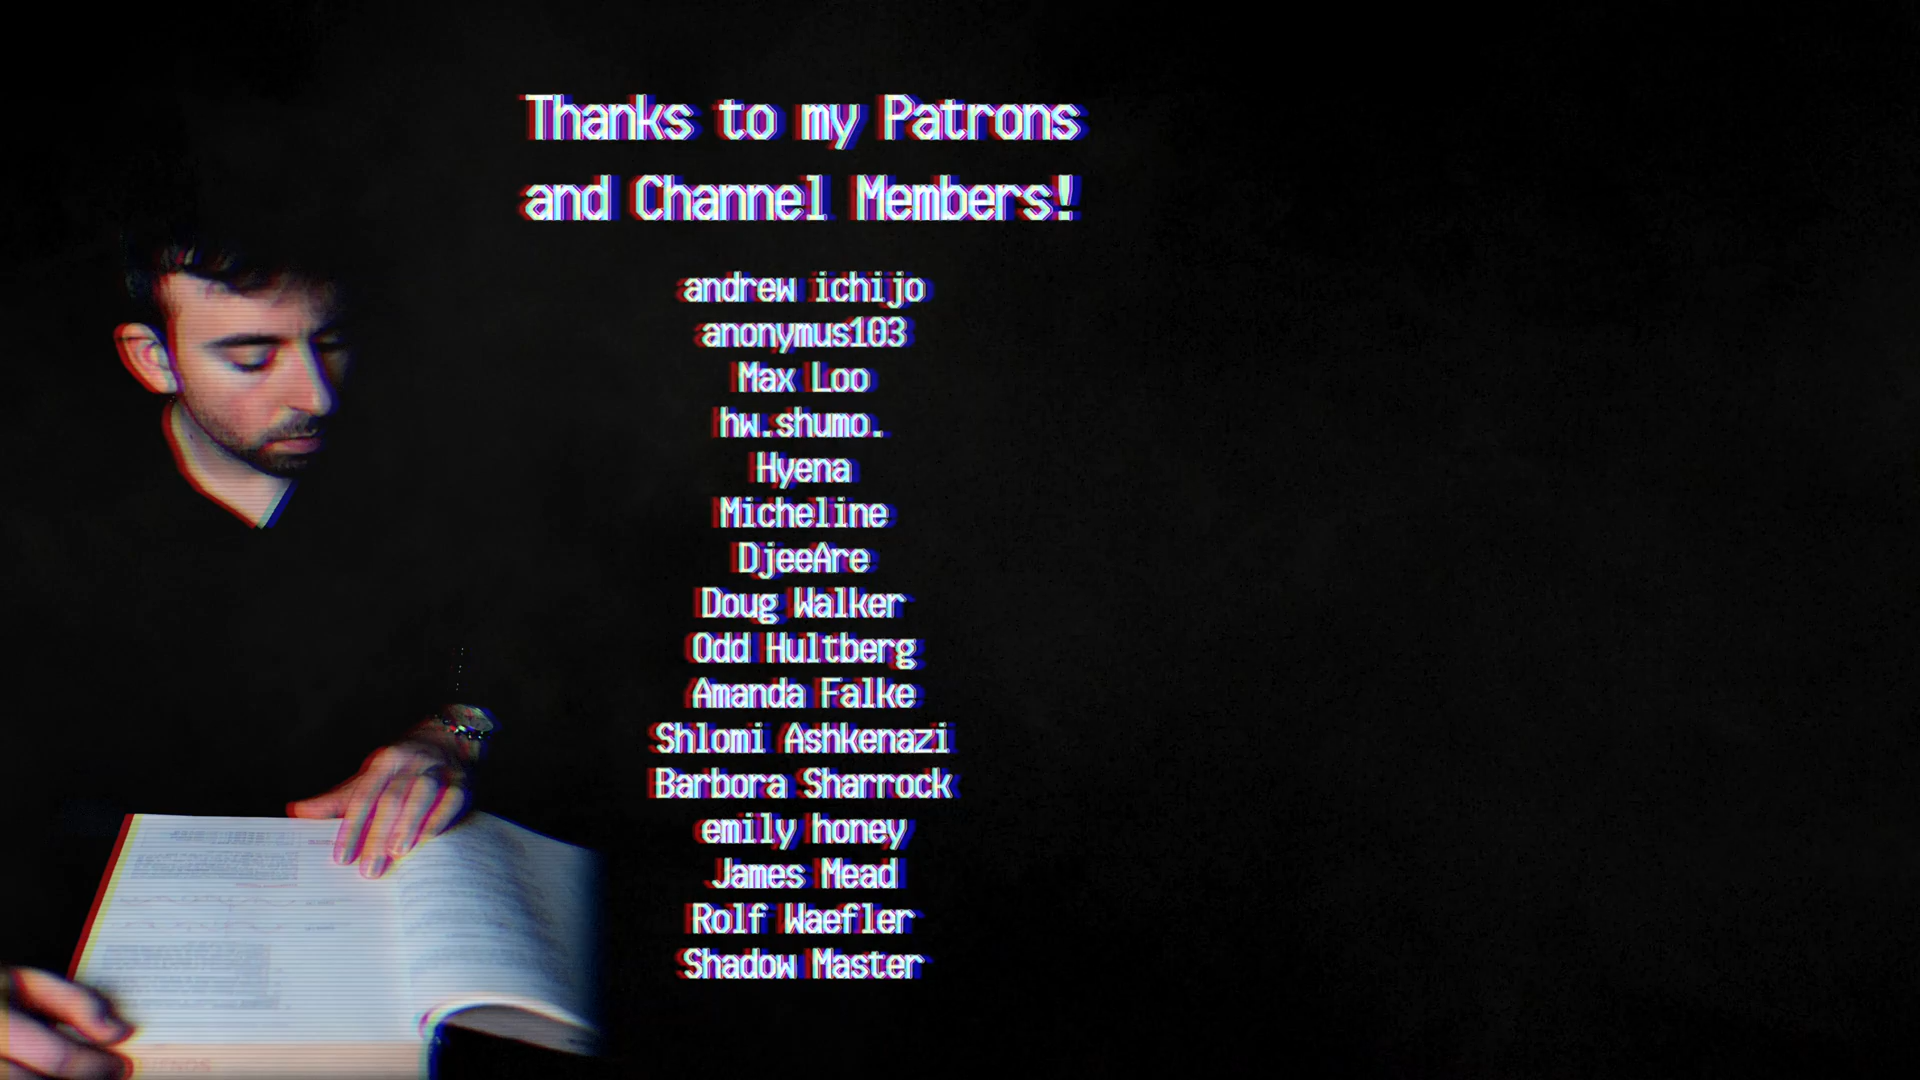 Thanks to my Patrons
and Channel Members!
andrew ichijo
anonymus103
Max Loo
hw.shumo.
Hyena
Micheline
DjeeAre
Doug Walker
Odd Hultberg
Amanda Falke
Shlomi Ashkenazi
Barbora Sharrock
emily honey
James Mead
Rolf Waefler
Shadow Master